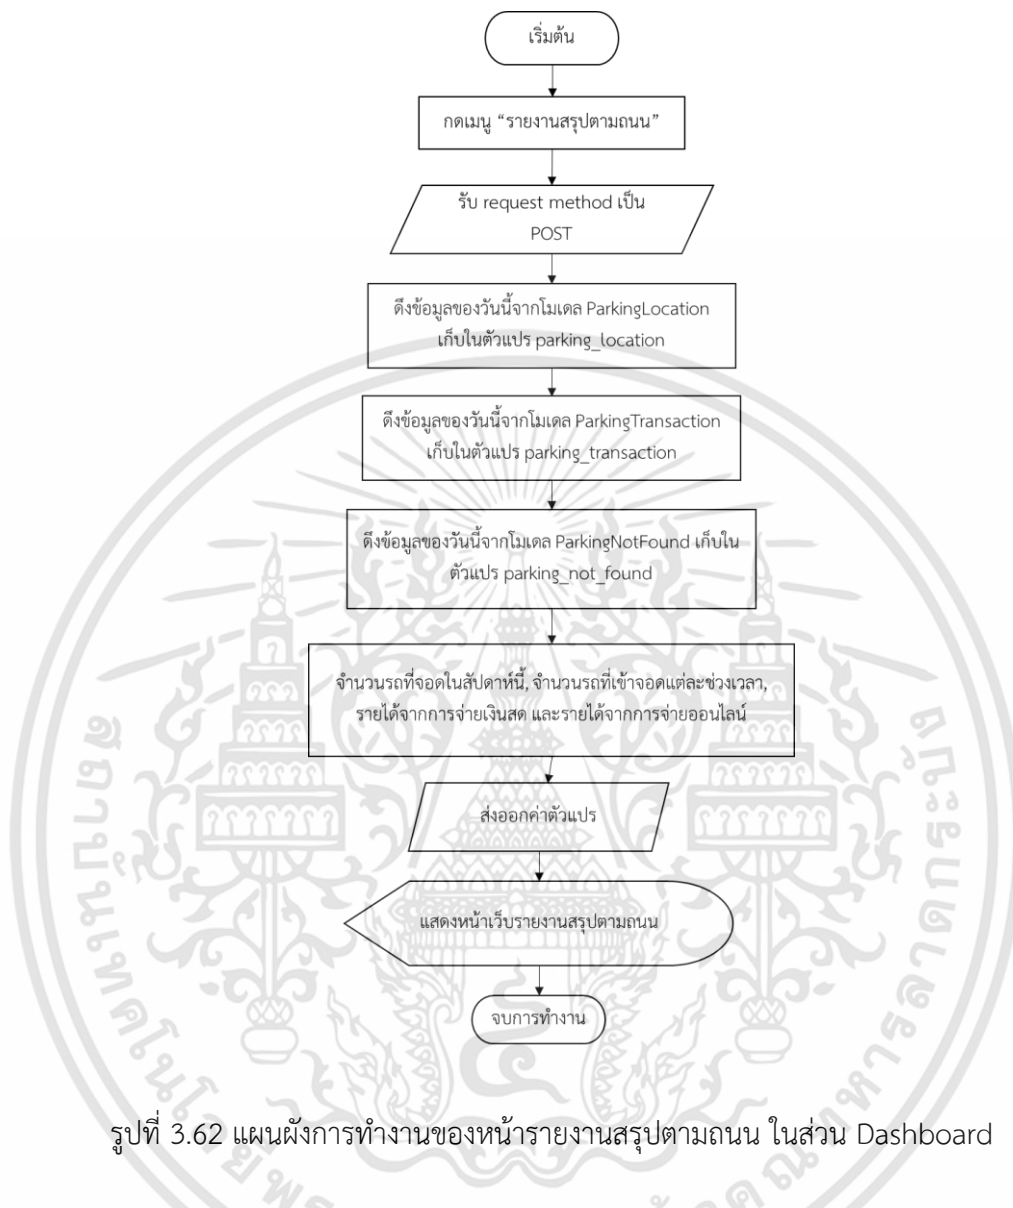 เริ่มต้น
กดเมนู “รายงานสรุปตามถนน”
รับ request method เป็น
POST
ดึงข้อมูลของวันนี้จากโมเดล ParkingLocation
เก็บในตัวแปร parking_location
ดึงข้อมูลของวันนี้จากโมเดล ParkingTransaction
เก็บในตัวแปร parking_transaction
ดึงข้อมูลของวันนี้จากโมเดล ParkingNotFound เก็บใน
ตัวแปร parking_not_found
จำนวนรถที่จอดในสัปดาห์นี้, จำนวนรถที่เข้าจอดแต่ละช่วงเวลา,
รายได้จากการจ่ายเงินสด และรายได้จากการจ่ายออนไลน์
ส่งออกค่าตัวแปร
แสดงหน้าเว็บรายงานสรุปตามถนน
จบการทำงาน
รูปที่ 3.62 แผนผังการทำงานของหน้ารายงานสรุปตามถนน ในส่วน Dashboard